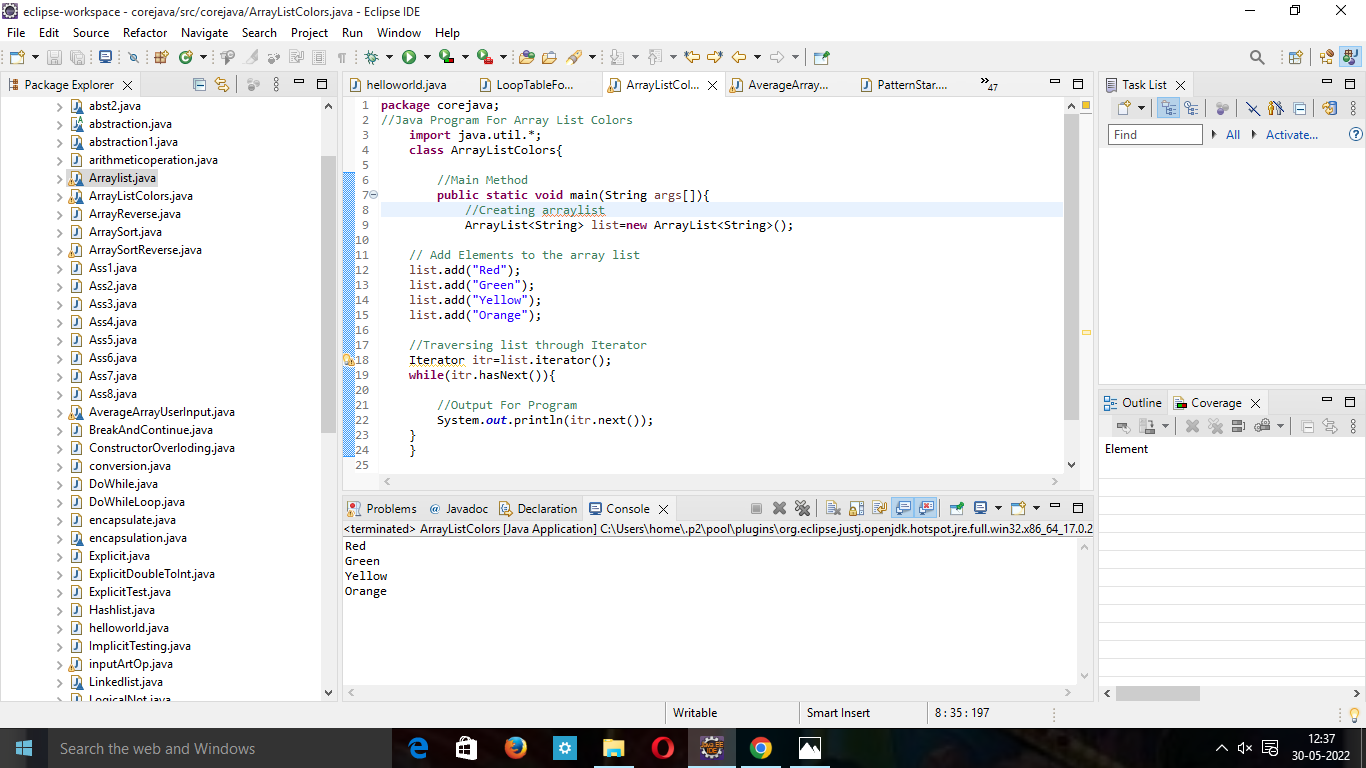 eclipse-workspace - corejava/src/corejava/ArrayListColors.java - Eclipse IDE
File Edit Source Refactor Navigate Search Project Run Window Help
Package Explorer
abst2.java
abstraction.java
abstraction1.java
arithmeticoperation.java
Arraylist.java
ArrayListColors.java
ArrayReverse.java
ArraySort.java
ArraySortReverse.java
Ass1.java
Ass2.java
Ass3.java
Ass4.java
Ass5.java
Ass6.java
Ass7.java
Ass8.java
AverageArrayUserInput.java
BreakAndContinue.java
ConstructorOverloding.java
conversion.java
DoWhile.java
DoWhileLoop.java
encapsulate.java
encapsulation.java
Explicit.java
ExplicitDoubleToInt.java
ExplicitTest.java
Hashlist.java
helloworld.java
ImplicitTesting.java
inputArtOp.java
Linkedlist.java
LogicalNot.java
helloworld.java LoopTableFo... ArrayListCol... AverageArray... PatternStar.... »47
1 package corejava;
2 //Java Program For Array List Colors
3 import java.util.*;
4 class ArrayListColors{
5
6 //Main Method
7 public static void main(String args[]){
8 //Creating arraylist
9 ArrayList<String> list=new ArrayList<String>();
10
11 // Add Elements to the array list
12 list.add("Red");
13 list.add("Green");
14 list.add("Yellow");
15 list.add("Orange");
16
17 //Traversing list through Iterator
18 Iterator itr=list.iterator();
19 while(itr.hasNext()){
20
21 //Output For Program
22 System.out.println(itr.next());
23 }
24 }
25
Problems @ Javadoc Declaration Console
<terminated> ArrayListColors [Java Application] C:\Users\home\.p2\pool\plugins\org.eclipse.justj.openjdk.hotspot.jre.full.win32.x86_64_17.0.2
Red
Green
Yellow
Orange
Task List
Find All Activate...
Outline Coverage
Element
Writable Smart Insert 8 : 35 : 197
Search the web and Windows
JAVA EE
IDE
12:37
30-05-2022